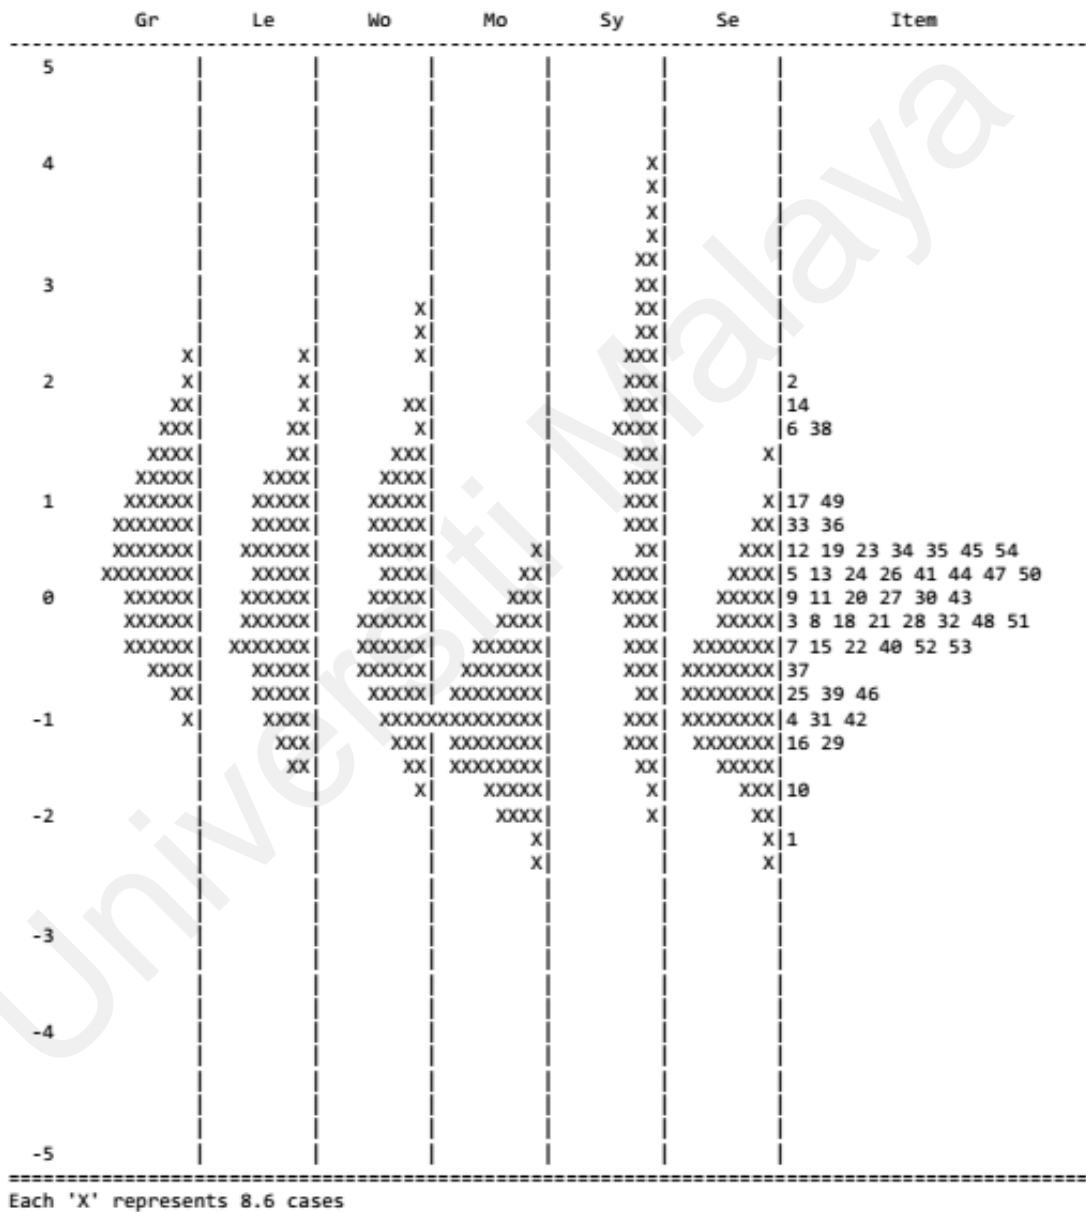 Gr Le Wo Mo Sy Se Item
--------------------------------------------------------------------------------------------
5 | | | | | |
| | | | | |
| | | | | |
| | | | | |
4 | | | | X| |
| | | | X| |
| | | | X| |
| | | | X| |
| | | | XX| |
3 | | | | XX| |
| | X| | XX| |
| | X| | XX| |
X| X| X| | XXX| |
2 X| X| | | XXX| |2
XX| X| XX| | XXX| |14
XXX| XX| X| | XXXX| |6 38
XXXX| XX| XXX| | XXX| X|
XXXXX| XXXX| XXXX| | XXX| |
1 XXXXXX| XXXXX| XXXXX| | XXX| X|17 49
XXXXXXX| XXXXX| XXXXX| | XXX| XX|33 36
XXXXXXX| XXXXXX| XXXXX| X| XX| XXX|12 19 23 34 35 45 54
XXXXXXXX| XXXXX| XXXX| XX| XXXX| XXXX|5 13 24 26 41 44 47 50
0 XXXXXX| XXXXXX| XXXXX| XXX| XXXX| XXXXX|9 11 20 27 30 43
XXXXXX| XXXXXX| XXXXXX| XXXX| XXX| XXXXX|3 8 18 21 28 32 48 51
XXXXXX| XXXXXXX| XXXXXX| XXXXXX| XXX| XXXXXXX|7 15 22 40 52 53
XXXX| XXXXX| XXXXXX| XXXXXXX| XXX| XXXXXXXX|37
XX| XXXXX| XXXXX| XXXXXXXX| XX| XXXXXXXX|25 39 46
-1 X| XXXX| XXXXXXXXXXXXXX| XXX| XXXXXXXX|4 31 42
| XXX| XXX| XXXXXXXX| XXX| XXXXXXX|16 29
| XX| XX| XXXXXXXX| XX| XXXXX|
| | X| XXXXX| X| XXX|10
-2 | | | XXXX| X| XX|
| | | X| | X|1
| | | X| | X|
| | | | | |
| | | | | |
-3 | | | | | |
| | | | | |
| | | | | |
| | | | | |
-4 | | | | | |
| | | | | |
| | | | | |
| | | | | |
| | | | | |
-5 | | | | | |
============================================================================================
Each 'X' represents 8.6 cases
Universiti Malaya